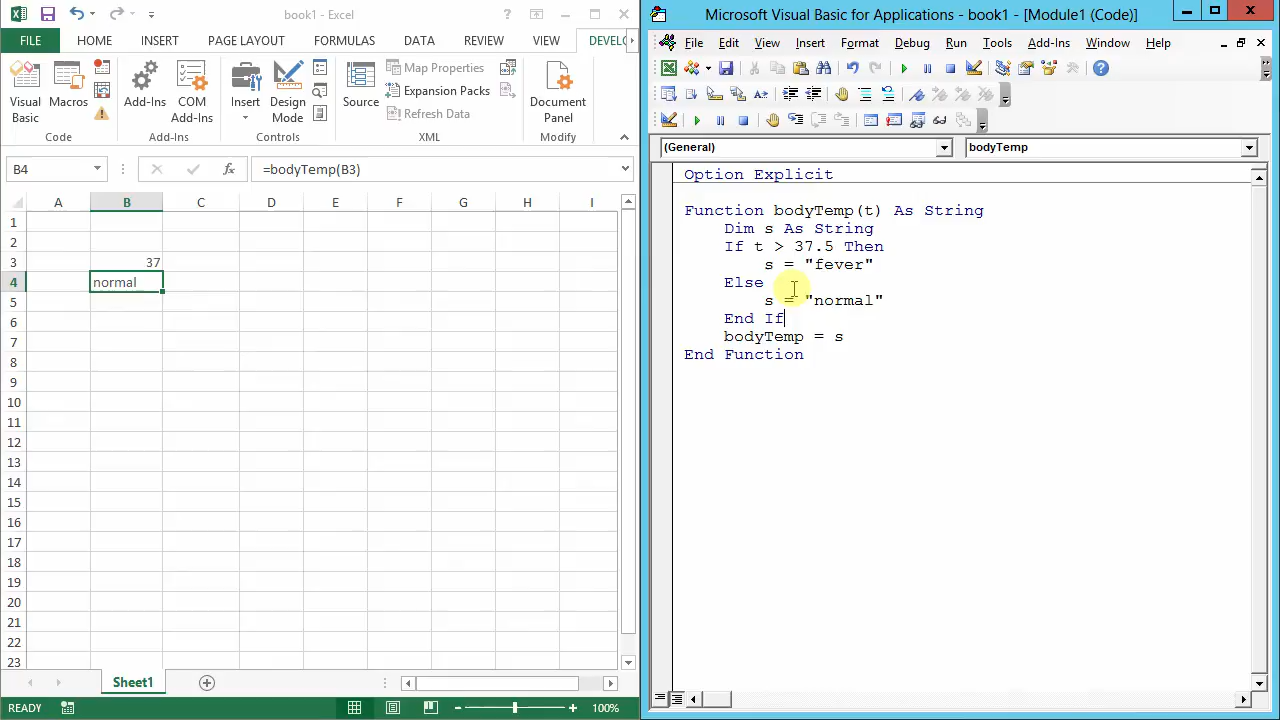 book1 - Excel
FILE HOME INSERT PAGE LAYOUT FORMULAS DATA REVIEW VIEW DEVELO
Visual Basic
Macros
Add-Ins
COM Add-Ins
Insert
Design Mode
Source
Map Properties
Expansion Packs
Refresh Data
Document Panel
Code Add-Ins Controls XML Modify
B4 fx =bodyTemp(B3)
A B C D E F G H I
1
2
3 37
4 normal
5
6
7
8
9
10
11
12
13
14
15
16
17
18
19
20
21
22
23
Sheet1
READY 100%
Microsoft Visual Basic for Applications - book1 - [Module1 (Code)]
File Edit View Insert Format Debug Run Tools Add-Ins Window Help
(General) bodyTemp
Option Explicit
Function bodyTemp(t) As String
Dim s As String
If t > 37.5 Then
s = "fever"
Else
s = "normal"
End If
bodyTemp = s
End Function